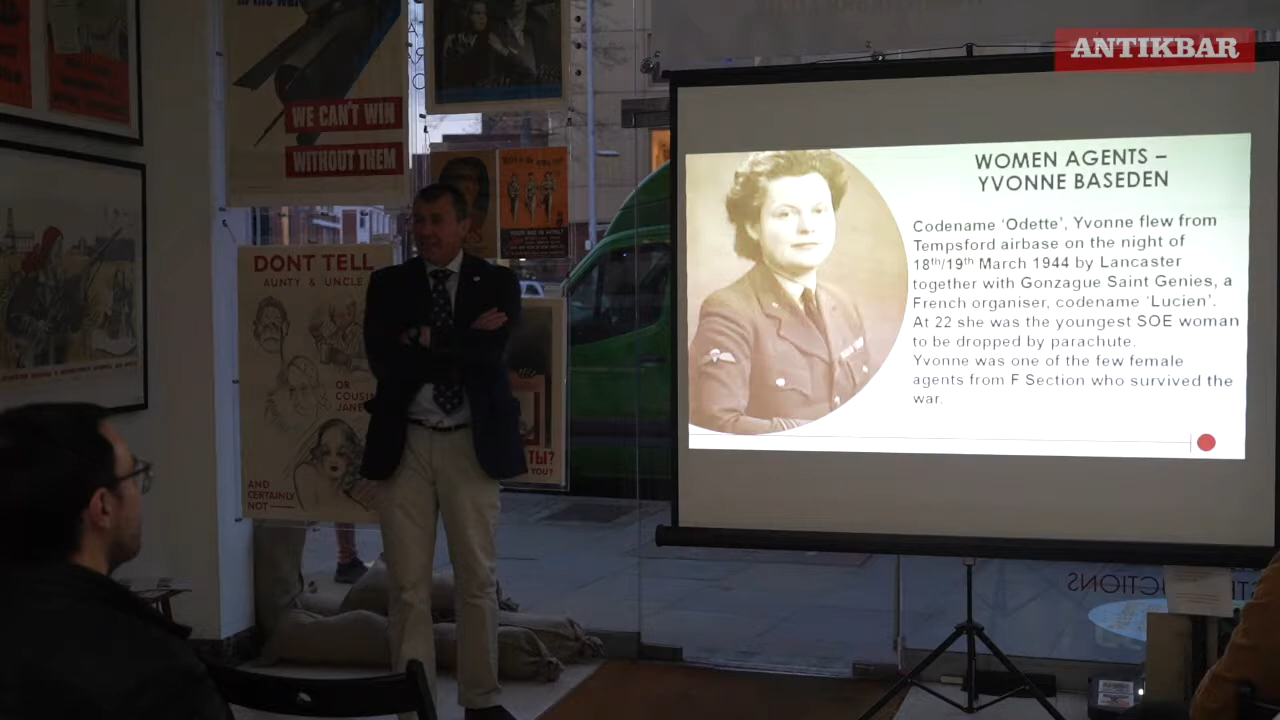 ANTIKBAR
WE CAN'T WIN
WITHOUT THEM
DONT TELL
AUNTY & UNCLE
OR
COUSIN
JANE
AND
CERTAINLY
NOT
WOMEN AGENTS –
YVONNE BASEDEN
Codename 'Odette', Yvonne flew from
Tempsford airbase on the night of
18th/19th March 1944 by Lancaster
together with Gonzague Saint Genies, a
French organiser, codename 'Lucien'.
At 22 she was the youngest SOE woman
to be dropped by parachute.
Yvonne was one of the few female
agents from F Section who survived the
war.
ТЫ?
YOU?